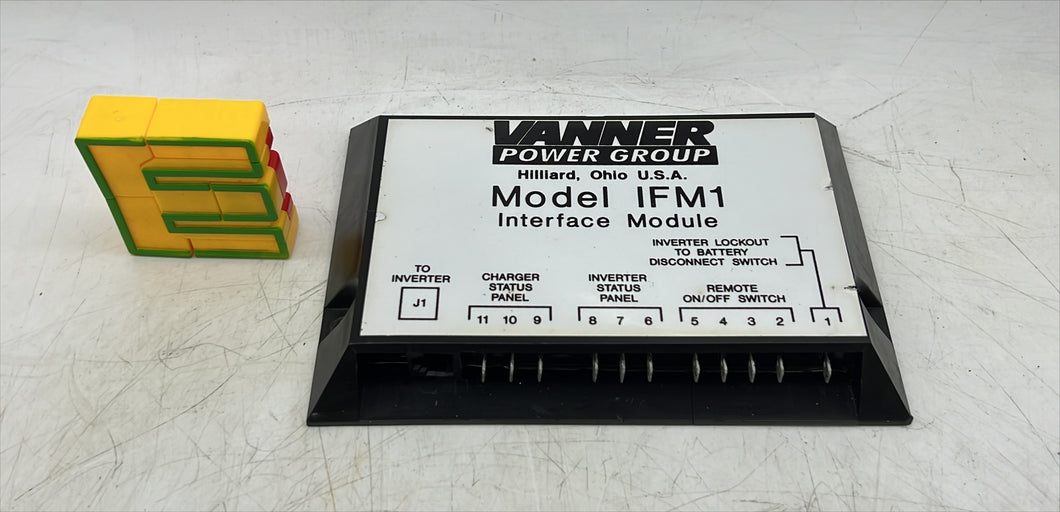 VANNER
POWER GROUP
Hilliard, Ohio U.S.A.
Model IFM1
Interface Module
INVERTER LOCKOUT
TO BATTERY
DISCONNECT SWITCH
TO
INVERTER
J1
CHARGER
STATUS
PANEL
11 10 9
INVERTER
STATUS
PANEL
8 7 6
REMOTE
ON/OFF SWITCH
5 4 3 2
1